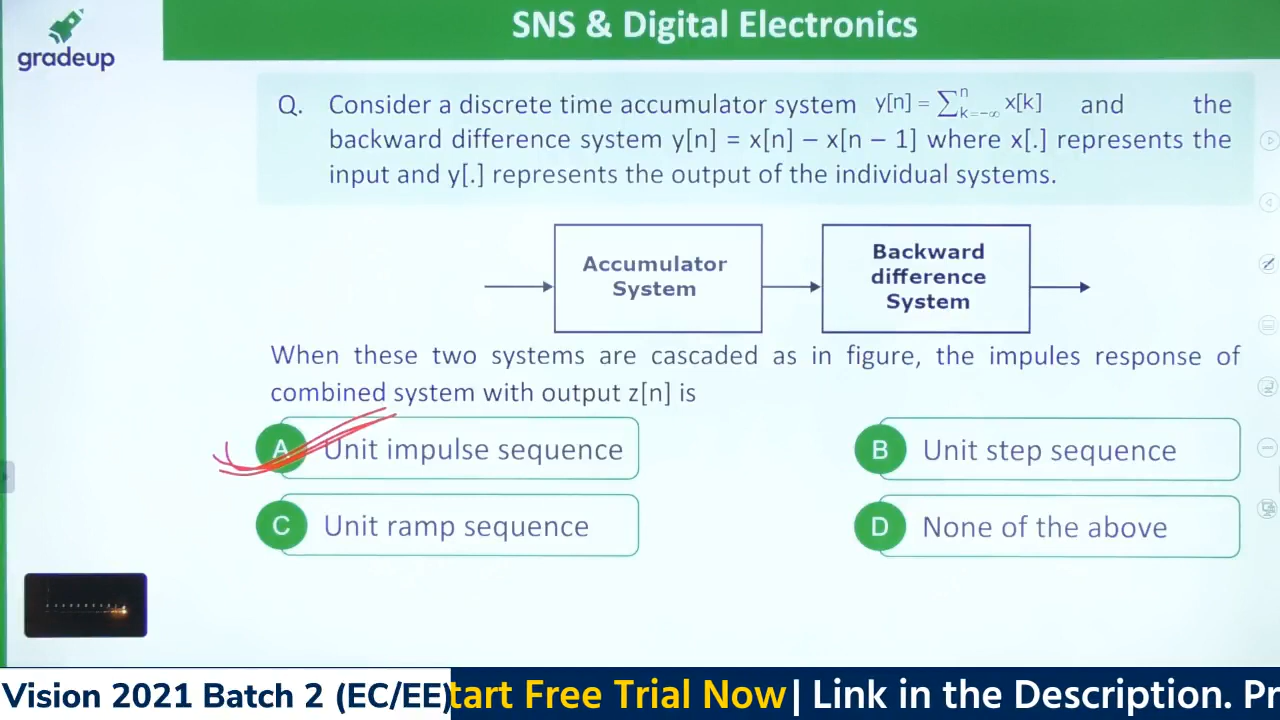 SNS & Digital Electronics
gradeup
Q. Consider a discrete time accumulator system y[n] = ∑ⁿₖ₌₋∞ x[k] and the
backward difference system y[n] = x[n] − x[n − 1] where x[.] represents the
input and y[.] represents the output of the individual systems.
Accumulator
System
Backward
difference
System
When these two systems are cascaded as in figure, the impules response of
combined system with output z[n] is
A Unit impulse sequence
B Unit step sequence
C Unit ramp sequence
D None of the above
Vision 2021 Batch 2 (EC/EE)
tart Free Trial Now | Link in the Description. Pr